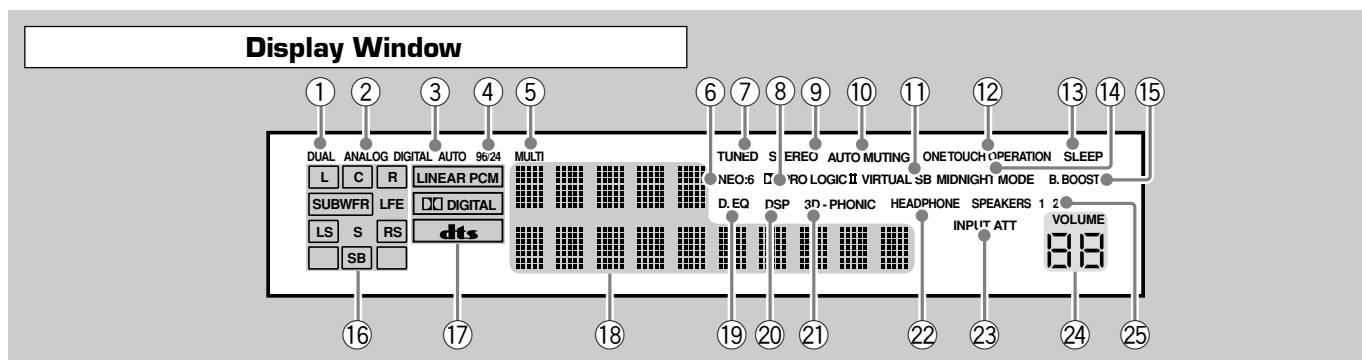 Display Window
① ② ③ ④ ⑤ ⑥ ⑦ ⑧ ⑨ ⑩ ⑪ ⑫ ⑬ ⑭ ⑮
DUAL ANALOG DIGITAL AUTO 96/24 MULTI TUNED STEREO AUTO MUTING ONE TOUCH OPERATION SLEEP
L C R LINEAR PCM NEO:6 PRO LOGIC II VIRTUAL SB MIDNIGHT MODE B. BOOST
SUBWFR LFE DIGITAL D. EQ DSP 3D - PHONIC HEADPHONE SPEAKERS 1 2
LS S RS dts INPUT ATT VOLUME
SB 88
⑯ ⑰ ⑱ ⑲ ⑳ ㉑ ㉒ ㉓ ㉔ ㉕